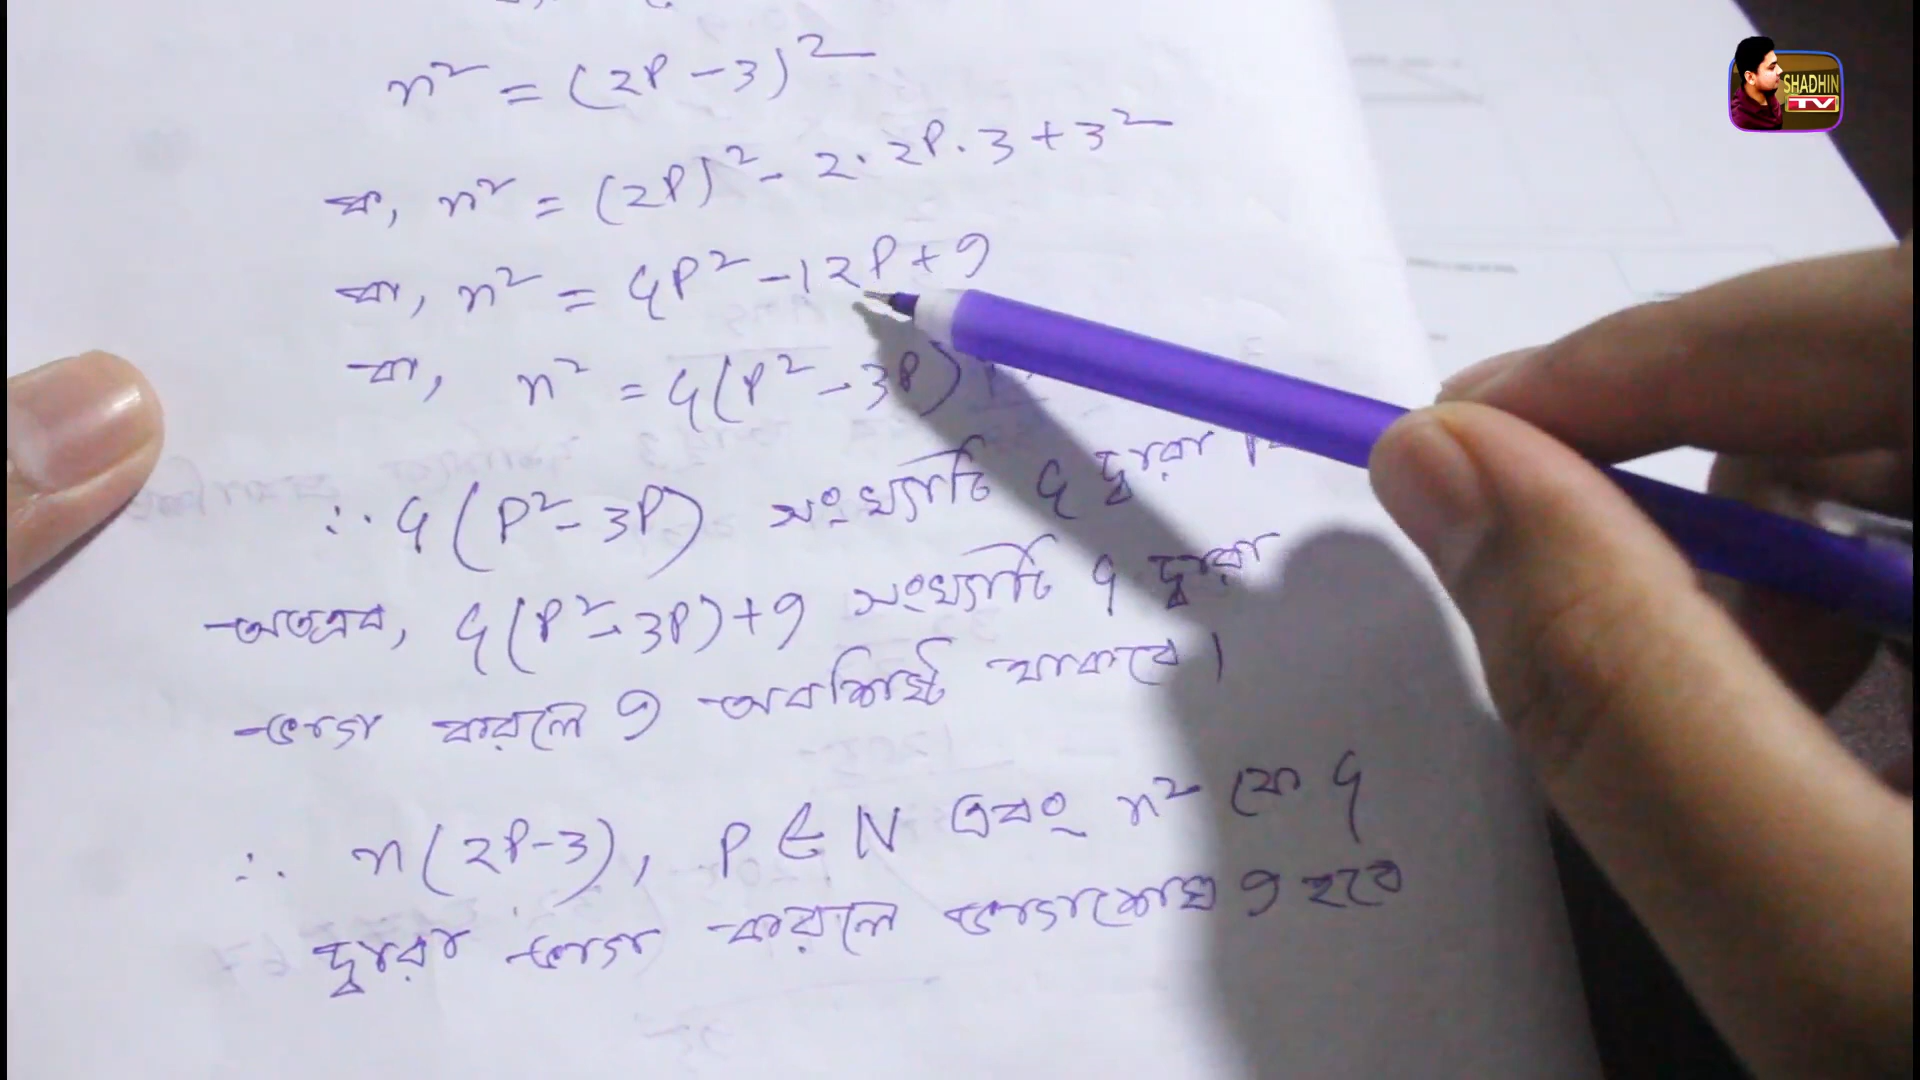 n² = (2P - 3)²
বা, n² = (2P)² - 2·2P·3 + 3²
বা, n² = 4P² - 12P + 9
বা, n² = 4(P² - 3P)
∴ 4(P² - 3P) সংখ্যাটি 4 দ্বারা
অতএব, 4(P² - 3P) + 9 সংখ্যাটি 4 দ্বারা
ভাগ করলে 9 অবশিষ্ট থাকবে।
∴ n(2P-3), P ∈ N এবং n² কে 4
দ্বারা ভাগ করলে ভাগশেষ 9 হবে
SHADHIN
TV